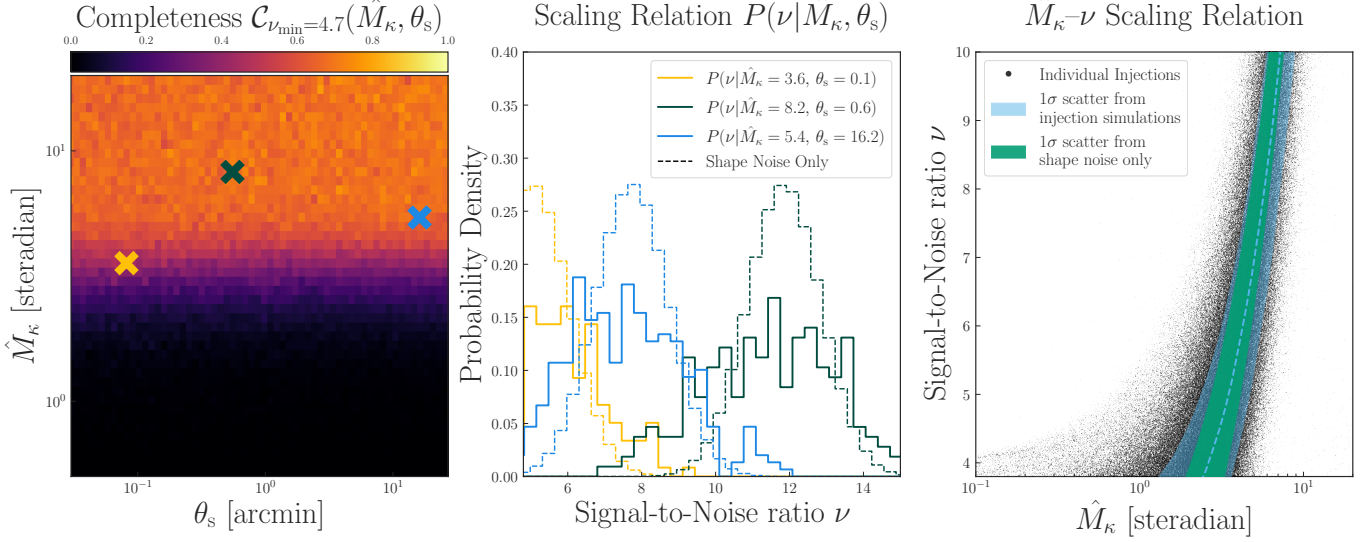 Completeness 𝒞_{ν_min=4.7}(M̂_κ, θ_s)
0.0 0.2 0.4 0.6 0.8 1.0
10¹
10⁰
M̂_κ [steradian]
10⁻¹ 10⁰ 10¹
θ_s [arcmin]
Scaling Relation P(ν|M_κ, θ_s)
0.40
0.35
0.30
0.25
0.20
0.15
0.10
0.05
0.00
Probability Density
P(ν|M̂_κ = 3.6, θ_s = 0.1)
P(ν|M̂_κ = 8.2, θ_s = 0.6)
P(ν|M̂_κ = 5.4, θ_s = 16.2)
Shape Noise Only
6 8 10 12 14
Signal-to-Noise ratio ν
M_κ–ν Scaling Relation
10
9
8
7
6
5
4
Signal-to-Noise ratio ν
Individual Injections
1σ scatter from
injection simulations
1σ scatter from
shape noise only
10⁻¹ 10⁰ 10¹
M̂_κ [steradian]